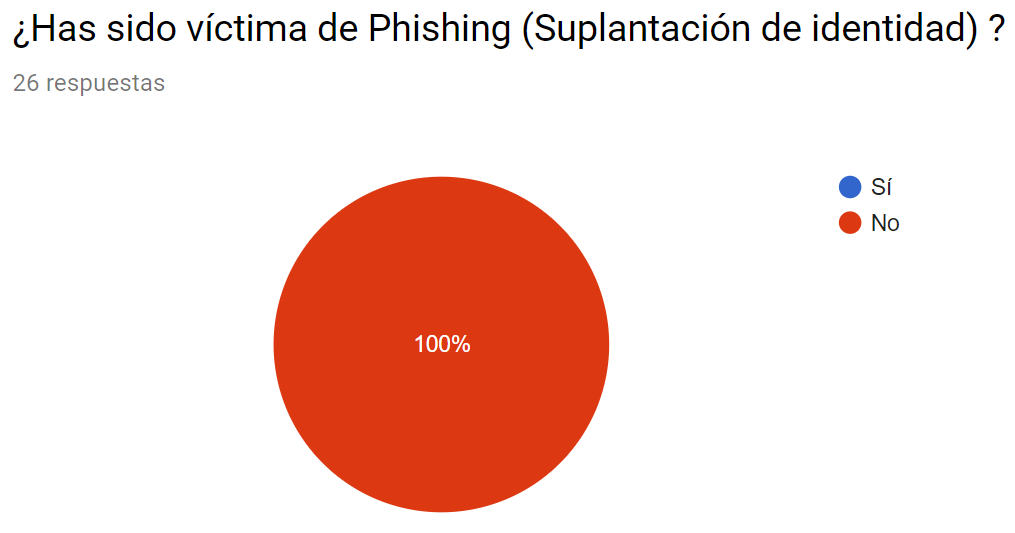 ¿Has sido víctima de Phishing (Suplantación de identidad) ?
26 respuestas
Sí
No
100%